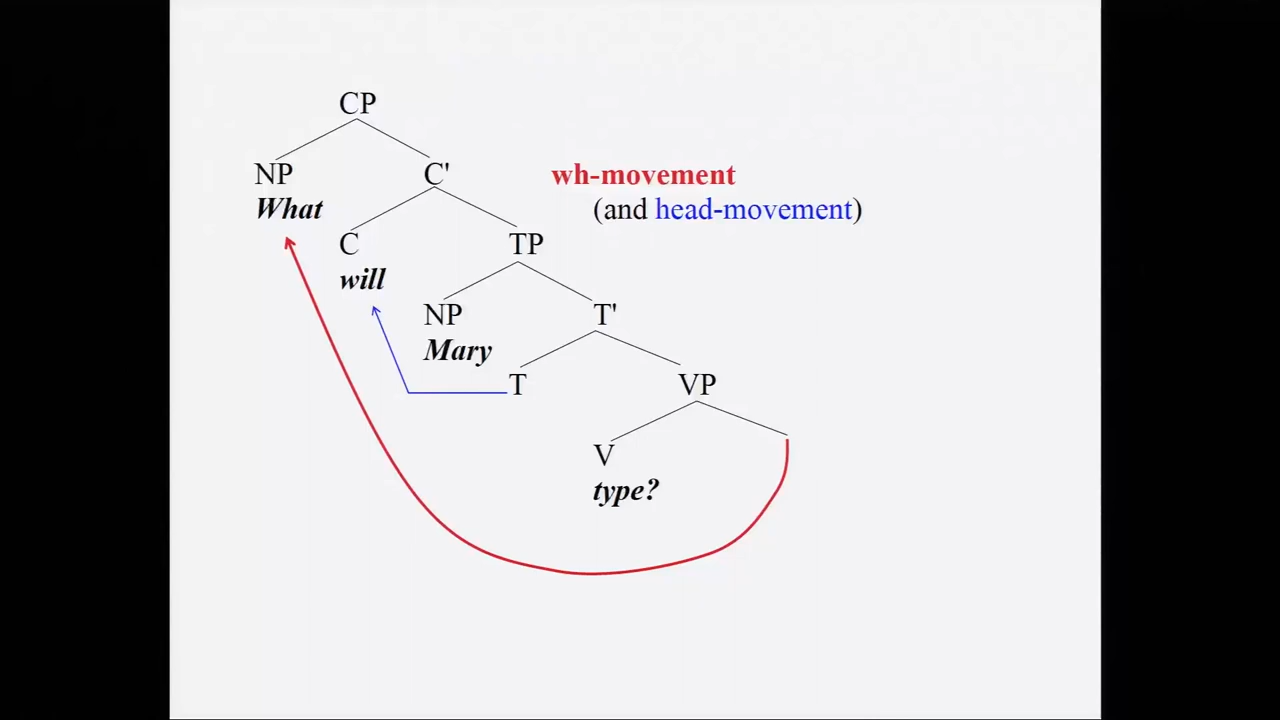 CP
NP C'
What
wh-movement
(and head-movement)
C TP
will
NP T'
Mary
T VP
V
type?